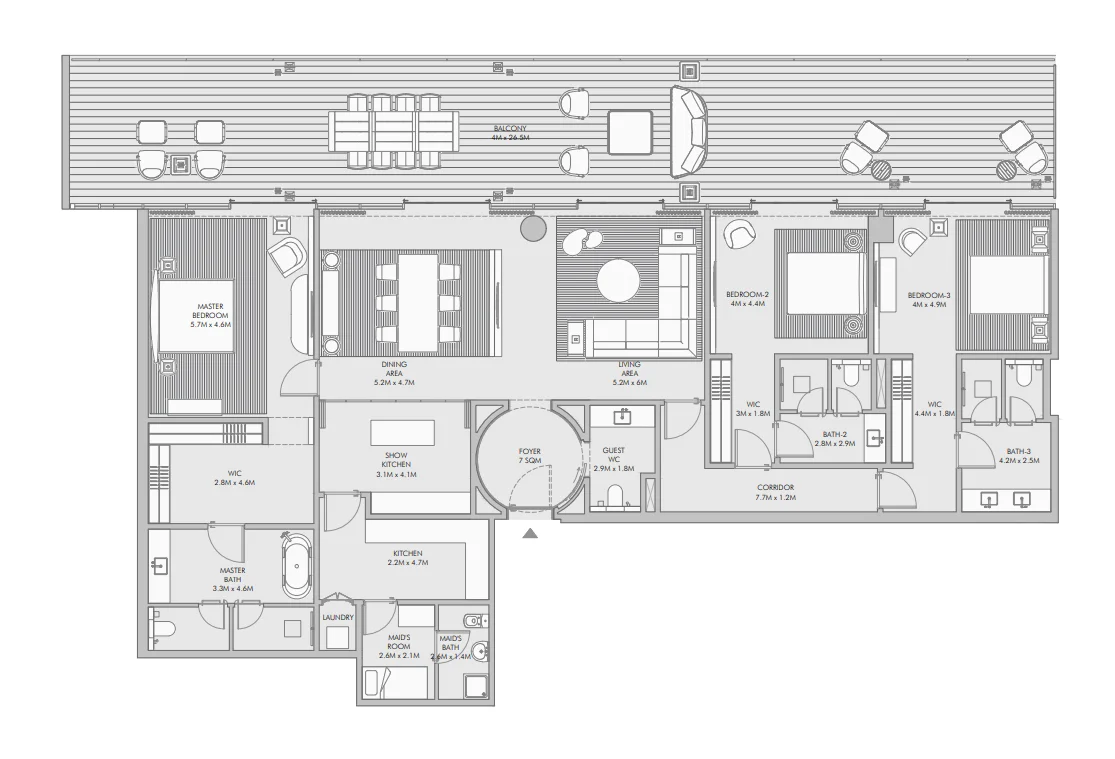 BALCONY
4M x 26.5M
MASTER
BEDROOM
5.7M x 4.6M
BEDROOM-2
4M x 4.4M
BEDROOM-3
4M x 4.9M
DINING
AREA
5.2M x 4.7M
LIVING
AREA
5.2M x 6M
WIC
3M x 1.8M
WIC
4.4M x 1.8M
BATH-2
2.8M x 2.9M
BATH-3
4.2M x 2.5M
SHOW
KITCHEN
3.1M x 4.1M
FOYER
7 SQM
GUEST
WC
2.9M x 1.8M
WIC
2.8M x 4.6M
CORRIDOR
7.7M x 1.2M
KITCHEN
2.2M x 4.7M
MASTER
BATH
3.3M x 4.6M
LAUNDRY
MAID'S
ROOM
2.6M x 2.1M
MAID'S
BATH
2.6M x 1.4M